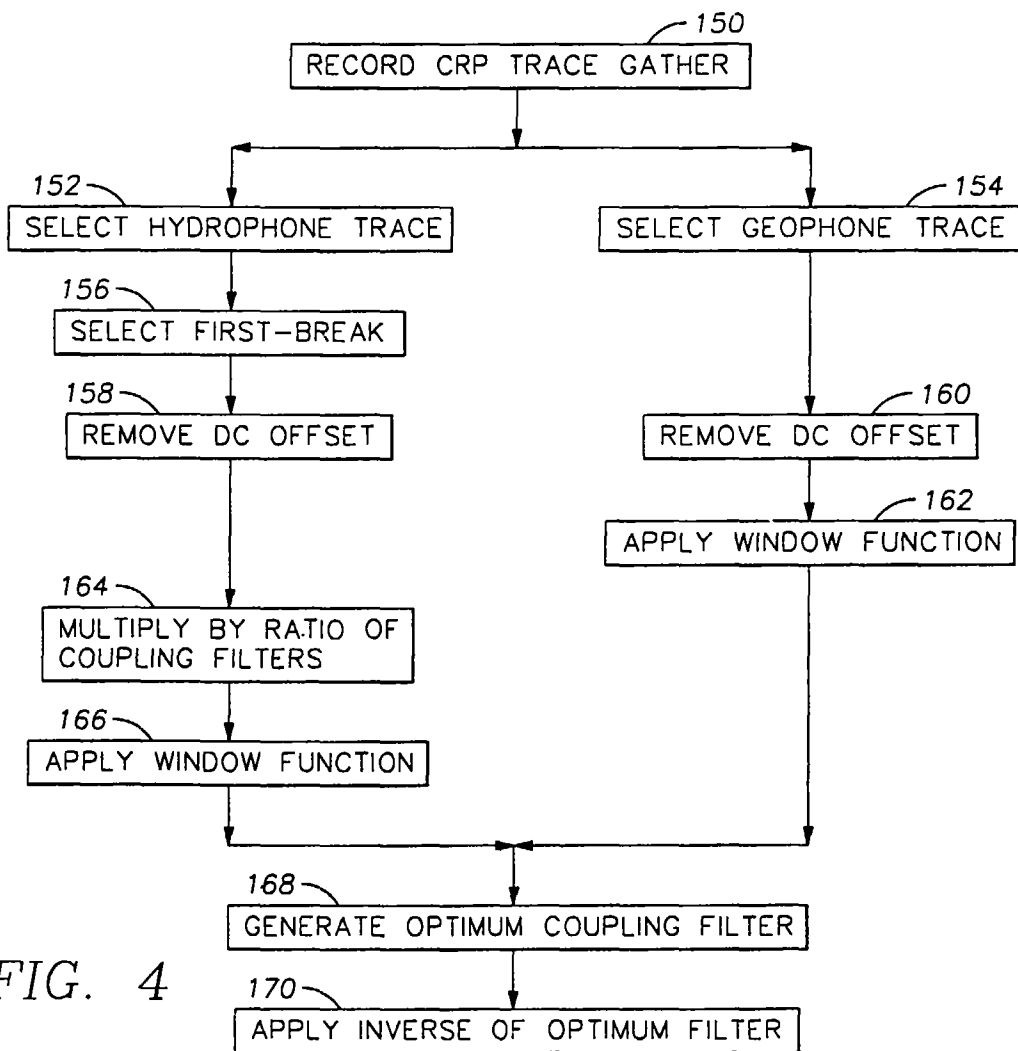 150
RECORD CRP TRACE GATHER
152
SELECT HYDROPHONE TRACE
154
SELECT GEOPHONE TRACE
156
SELECT FIRST-BREAK
158
REMOVE DC OFFSET
160
REMOVE DC OFFSET
162
APPLY WINDOW FUNCTION
164
MULTIPLY BY RATIO OF
COUPLING FILTERS
166
APPLY WINDOW FUNCTION
168
GENERATE OPTIMUM COUPLING FILTER
FIG. 4
170
APPLY INVERSE OF OPTIMUM FILTER